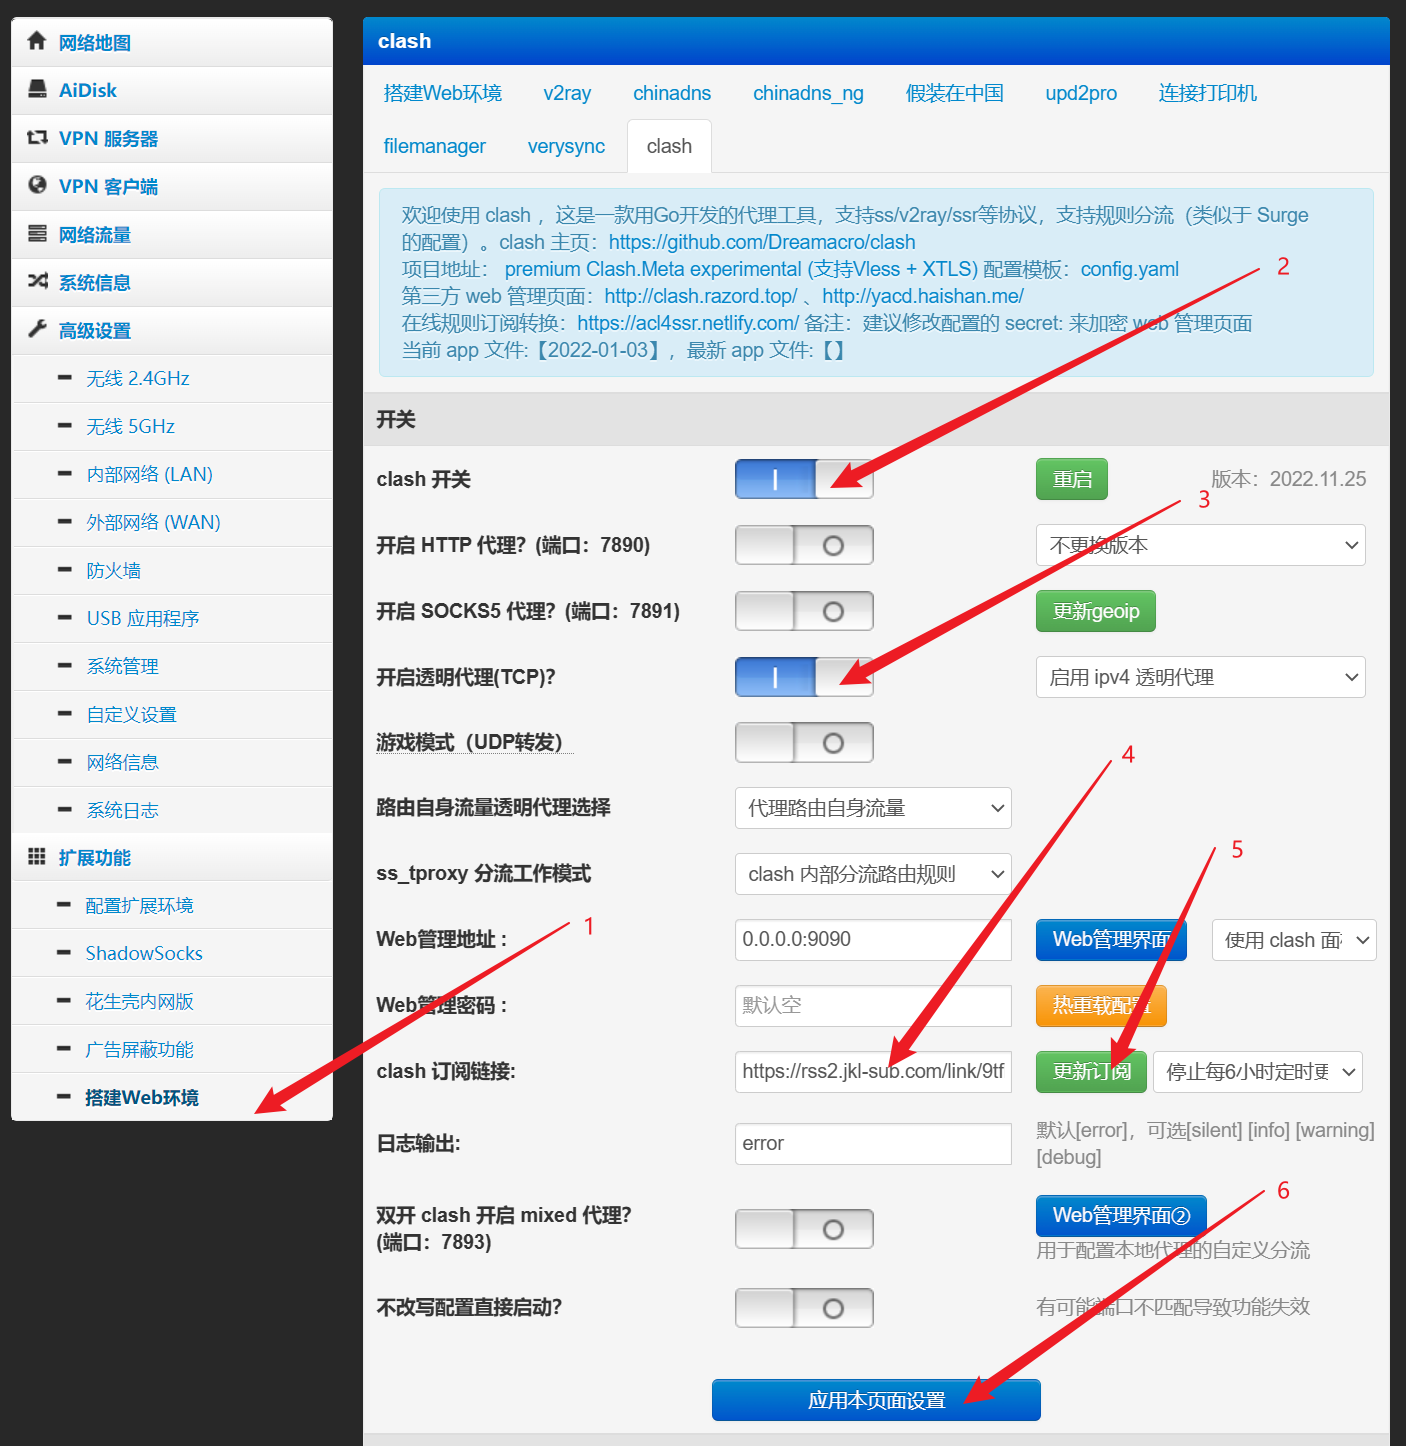 网络地图
AiDisk
VPN 服务器
VPN 客户端
网络流量
系统信息
高级设置
无线 2.4GHz
无线 5GHz
内部网络 (LAN)
外部网络 (WAN)
防火墙
USB 应用程序
系统管理
自定义设置
网络信息
系统日志
扩展功能
配置扩展环境
ShadowSocks
花生壳内网版
广告屏蔽功能
搭建Web环境
clash
搭建Web环境 v2ray chinadns chinadns_ng 假装在中国 upd2pro 连接打印机
filemanager verysync clash
欢迎使用 clash ，这是一款用Go开发的代理工具，支持ss/v2ray/ssr等协议，支持规则分流（类似于 Surge
的配置）。clash 主页：https://github.com/Dreamacro/clash
项目地址： premium Clash.Meta experimental (支持Vless + XTLS) 配置模板：config.yaml
第三方 web 管理页面：http://clash.razord.top/ 、http://yacd.haishan.me/
在线规则订阅转换：https://acl4ssr.netlify.com/ 备注：建议修改配置的 secret: 来加密 web 管理页面
当前 app 文件:【2022-01-03】，最新 app 文件:【】
2
开关
clash 开关 重启 版本：2022.11.25
3
开启 HTTP 代理？(端口：7890) 不更换版本
开启 SOCKS5 代理？(端口：7891) 更新geoip
开启透明代理(TCP)? 启用 ipv4 透明代理
游戏模式（UDP转发）
4
路由自身流量透明代理选择 代理路由自身流量
5
ss_tproxy 分流工作模式 clash 内部分流路由规则
1
Web管理地址 : 0.0.0.0:9090 Web管理界面 使用 clash 面
Web管理密码 : 默认空 热重载配置
clash 订阅链接: https://rss2.jkl-sub.com/link/9tf 更新订阅 停止每6小时定时更
日志输出: error 默认[error]，可选[silent] [info] [warning]
[debug]
6
双开 clash 开启 mixed 代理？ Web管理界面②
(端口：7893) 用于配置本地代理的自定义分流
不改写配置直接启动？ 有可能端口不匹配导致功能失效
应用本页面设置